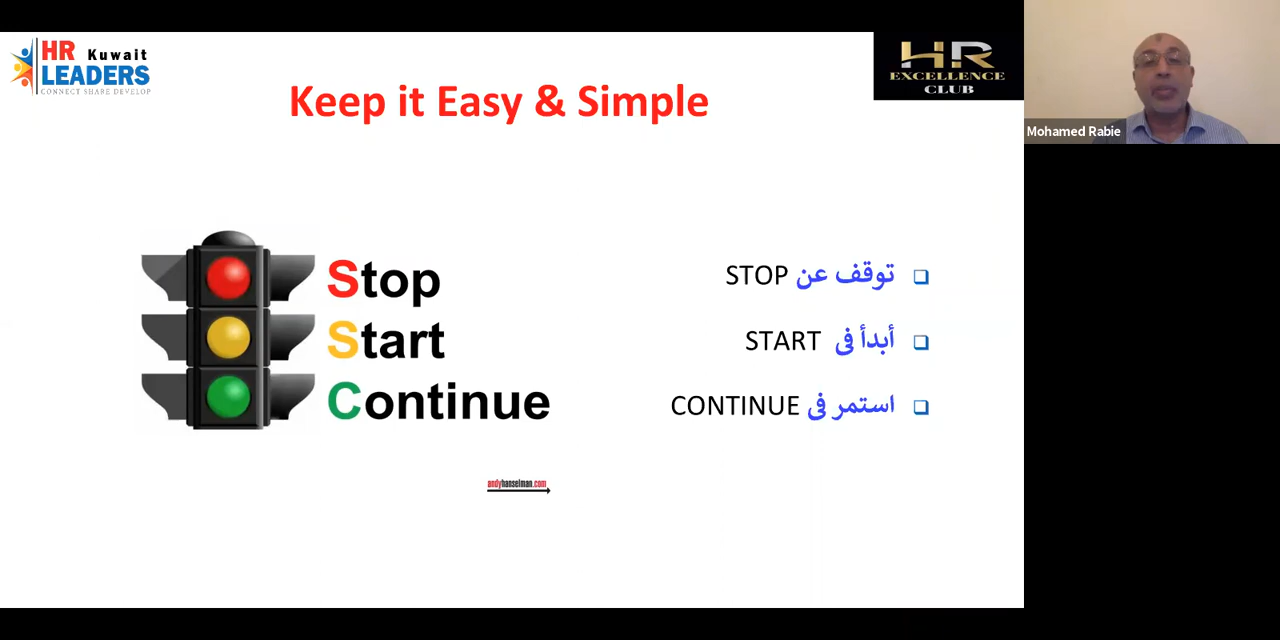 HR Kuwait
LEADERS
CONNECT SHARE DEVELOP
HR
EXCELLENCE
CLUB
Mohamed Rabie
Keep it Easy & Simple
Stop
Start
Continue
توقف عن STOP
أبدأ فى START
استمر فى CONTINUE
andyhanselman.com